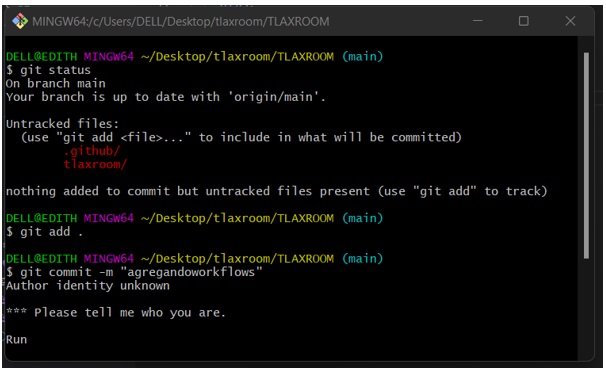 MINGW64:/c/Users/DELL/Desktop/tlaxroom/TLAXROOM
DELL@EDITH MINGW64 ~/Desktop/tlaxroom/TLAXROOM (main)
$ git status
On branch main
Your branch is up to date with 'origin/main'.
Untracked files:
(use "git add <file>..." to include in what will be committed)
.github/
tlaxroom/
nothing added to commit but untracked files present (use "git add" to track)
DELL@EDITH MINGW64 ~/Desktop/tlaxroom/TLAXROOM (main)
$ git add .
DELL@EDITH MINGW64 ~/Desktop/tlaxroom/TLAXROOM (main)
$ git commit -m "agregandoworkflows"
Author identity unknown
*** Please tell me who you are.
Run